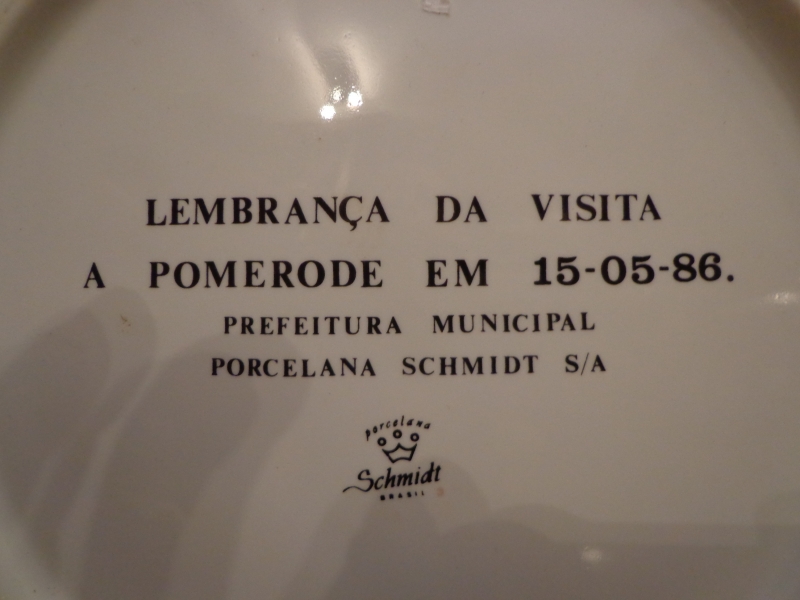 LEMBRANÇA DA VISITA
A POMERODE EM 15-05-86.
PREFEITURA MUNICIPAL
PORCELANA SCHMIDT S/A
porcelana
Schmidt
BRASIL